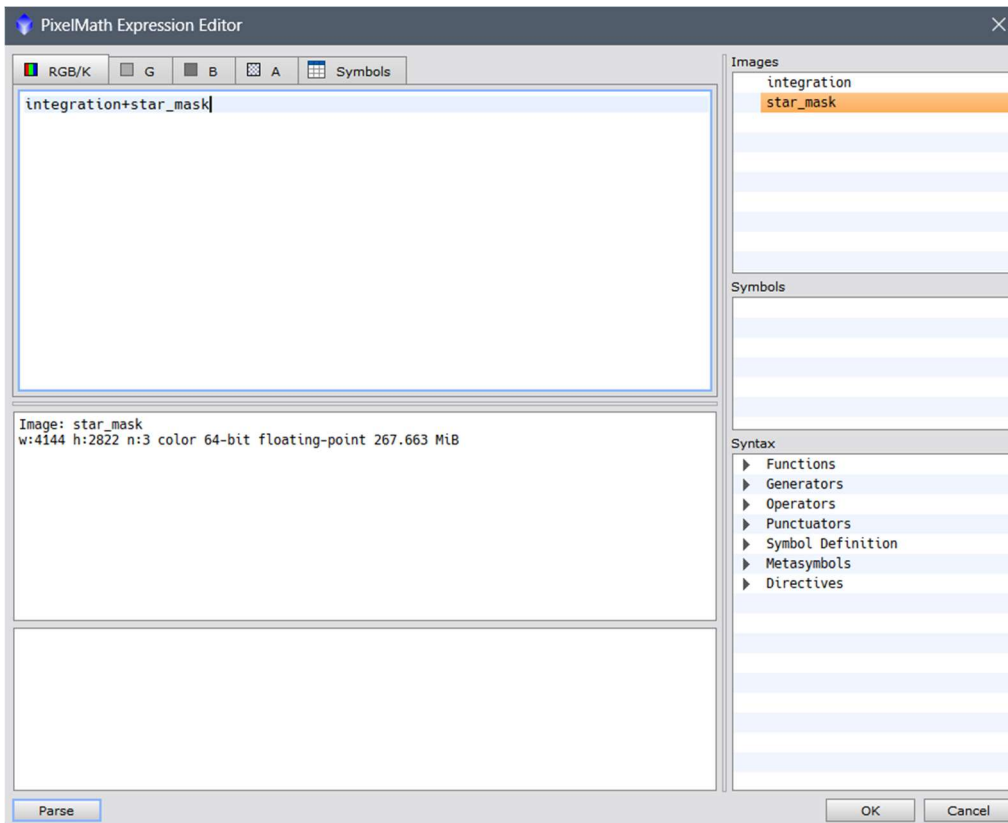 PixelMath Expression Editor
RGB/K G B A Symbols
integration+star_mask
Image: star_mask
w:4144 h:2822 n:3 color 64-bit floating-point 267.663 MiB
Parse
Images
integration
star_mask
Symbols
Syntax
Functions
Generators
Operators
Punctuators
Symbol Definition
Metasymbols
Directives
OK Cancel